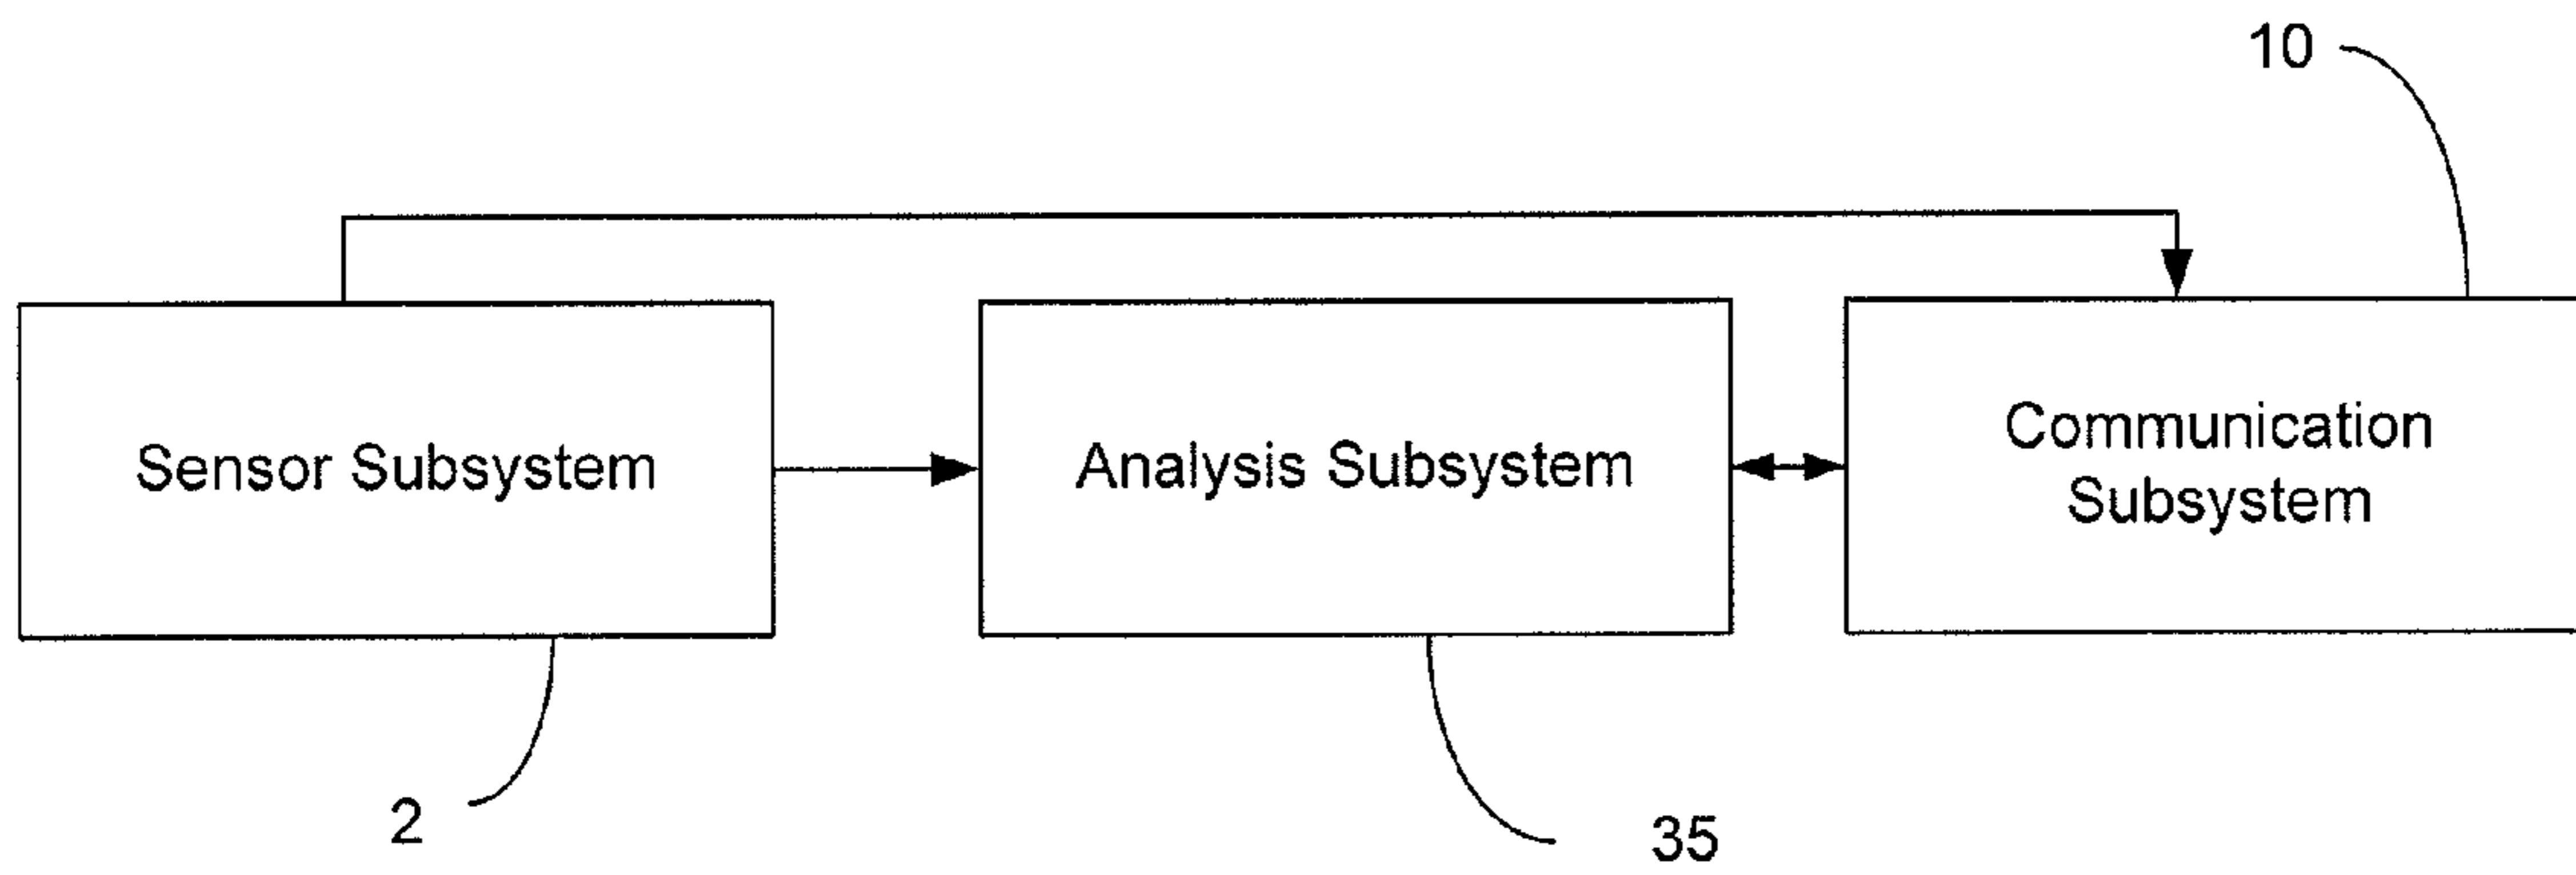 10
Sensor Subsystem
Analysis Subsystem
Communication
Subsystem
2
35